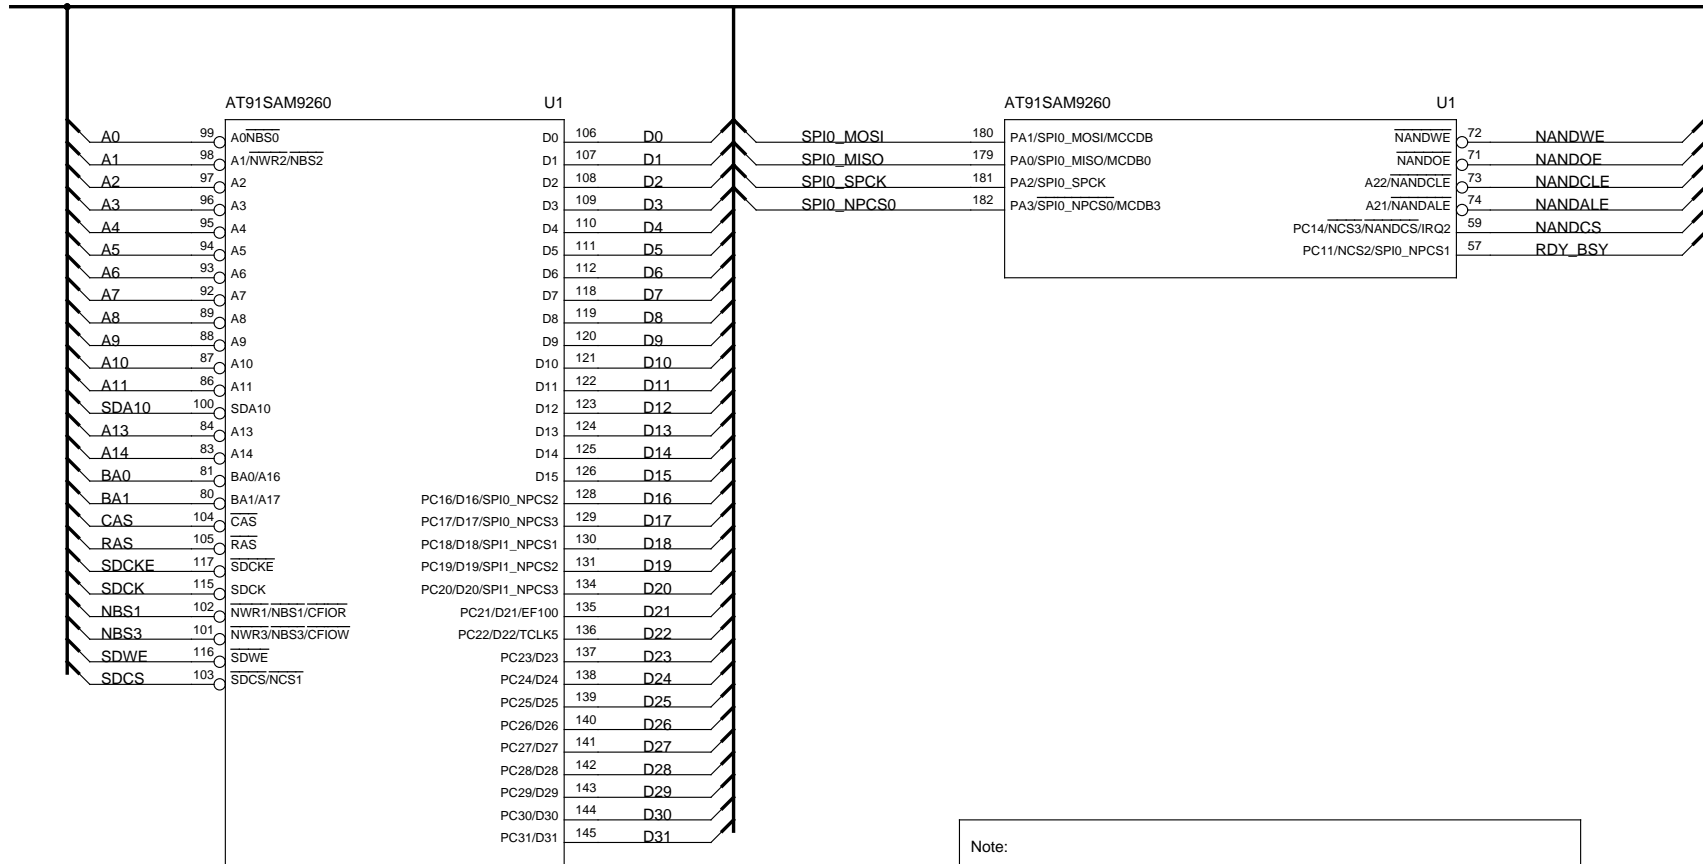 AT91SAM9260 U1 AT91SAM9260 U1
A0 99 A0NBS0 D0 106 D0 SPI0_MOSI 180 PA1/SPI0_MOSI/MCCDB NANDWE 72 NANDWE
A1 98 A1/NWR2/NBS2 D1 107 D1 SPI0_MISO 179 PA0/SPI0_MISO/MCDB0 NANDOE 71 NANDOE
A2 97 A2 D2 108 D2 SPI0_SPCK 181 PA2/SPI0_SPCK A22/NANDCLE 73 NANDCLE
A3 96 A3 D3 109 D3 SPI0_NPCS0 182 PA3/SPI0_NPCS0/MCDB3 A21/NANDALE 74 NANDALE
A4 95 A4 D4 110 D4 PC14/NCS3/NANDCS/IRQ2 59 NANDCS
A5 94 A5 D5 111 D5 PC11/NCS2/SPI0_NPCS1 57 RDY_BSY
A6 93 A6 D6 112 D6
A7 92 A7 D7 118 D7
A8 89 A8 D8 119 D8
A9 88 A9 D9 120 D9
A10 87 A10 D10 121 D10
A11 86 A11 D11 122 D11
SDA10 100 SDA10 D12 123 D12
A13 84 A13 D13 124 D13
A14 83 A14 D14 125 D14
BA0 81 BA0/A16 D15 126 D15
BA1 80 BA1/A17 PC16/D16/SPI0_NPCS2 128 D16
CAS 104 CAS PC17/D17/SPI0_NPCS3 129 D17
RAS 105 RAS PC18/D18/SPI1_NPCS1 130 D18
SDCKE 117 SDCKE PC19/D19/SPI1_NPCS2 131 D19
SDCK 115 SDCK PC20/D20/SPI1_NPCS3 134 D20
NBS1 102 NWR1/NBS1/CFIOR PC21/D21/EF100 135 D21
NBS3 101 NWR3/NBS3/CFIOW PC22/D22/TCLK5 136 D22
SDWE 116 SDWE PC23/D23 137 D23
SDCS 103 SDCS/NCS1 PC24/D24 138 D24
PC25/D25 139 D25
PC26/D26 140 D26
PC27/D27 141 D27
PC28/D28 142 D28
PC29/D29 143 D29
PC30/D30 144 D30
PC31/D31 145 D31
Note: